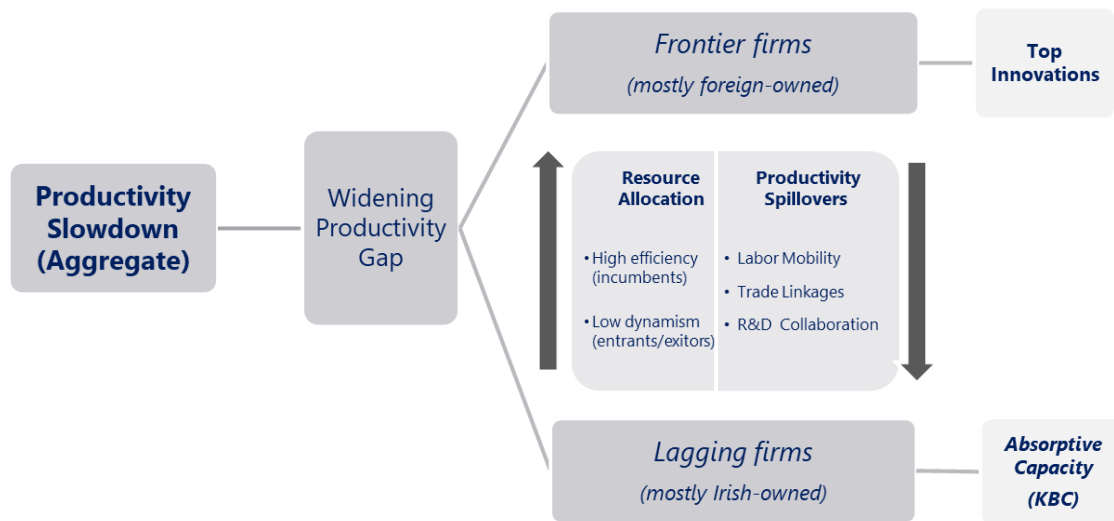 Productivity
Slowdown
(Aggregate)
Widening
Productivity
Gap
Frontier firms
(mostly foreign-owned)
Top
Innovations
Resource
Allocation
• High efficiency
(incumbents)
• Low dynamism
(entrants/exitors)
Productivity
Spillovers
• Labor Mobility
• Trade Linkages
• R&D Collaboration
Lagging firms
(mostly Irish-owned)
Absorptive
Capacity
(KBC)